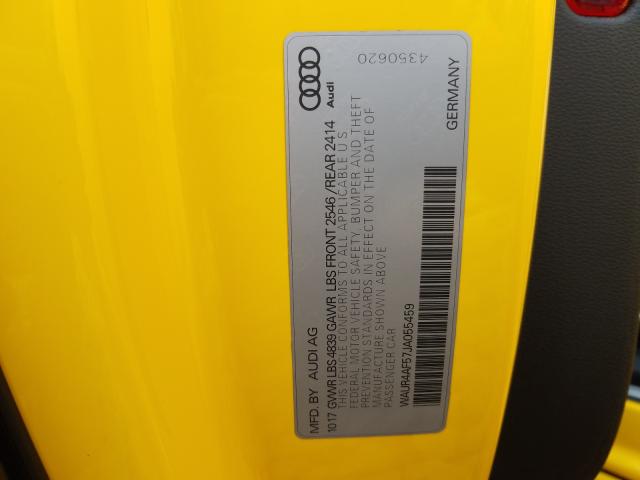 MFD. BY AUDI AG
Audi
10 17 GVWR LBS 4839 GAWR LBS FRONT 2546 / REAR 2414
THIS VEHICLE CONFORMS TO ALL APPLICABLE U S
FEDERAL MOTOR VEHICLE SAFETY, BUMPER AND THEFT
PREVENTION STANDARDS IN EFFECT ON THE DATE OF
MANUFACTURE SHOWN ABOVE
PASSENGER CAR
4350620
WAUR4AF57JA055459
GERMANY